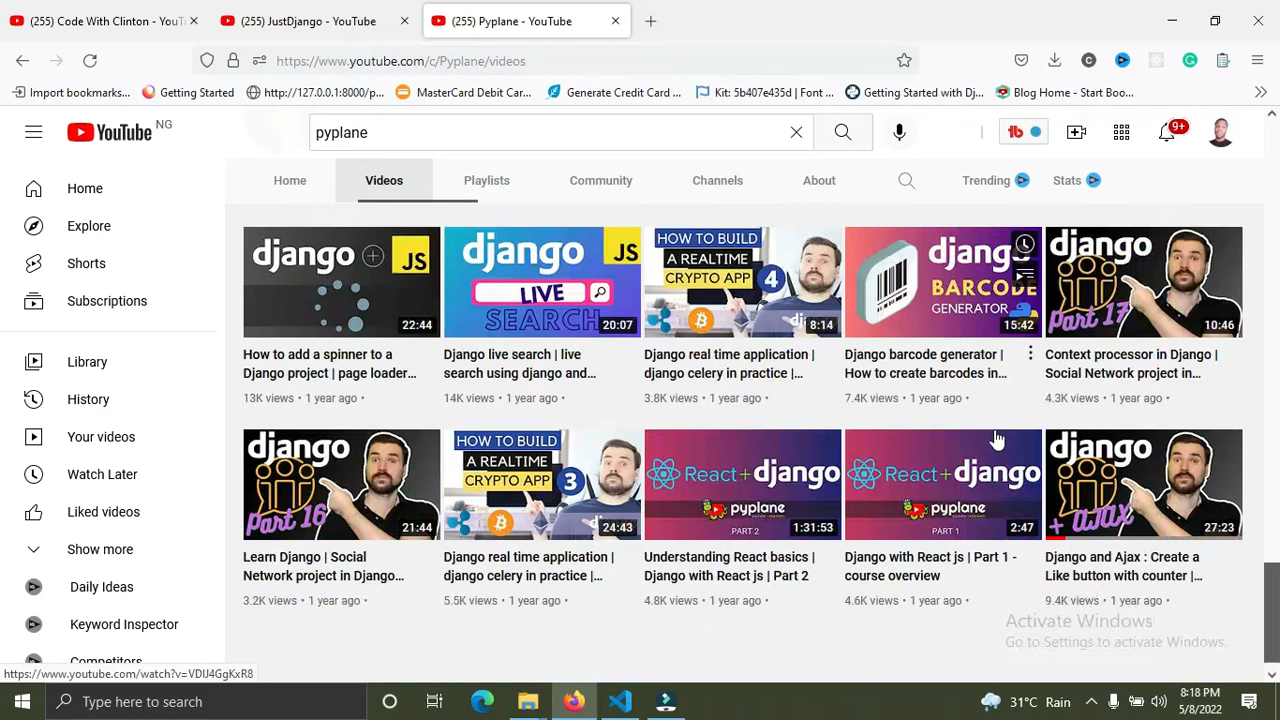 (255) Code With Clinton - YouTu
(255) JustDjango - YouTube
(255) Pyplane - YouTube
https://www.youtube.com/c/Pyplane/videos
Import bookmarks...
Getting Started
http://127.0.0.1:8000/p...
MasterCard Debit Car...
Generate Credit Card ...
Kit: 5b407e435d | Font ...
Getting Started with Dj...
Blog Home - Start Boo...
YouTube NG
pyplane
9+
Home
Videos
Playlists
Community
Channels
About
Trending
Stats
Home
Explore
Shorts
Subscriptions
Library
History
Your videos
Watch Later
Liked videos
Show more
Daily Ideas
Keyword Inspector
Competitors
django + JS
22:44
How to add a spinner to a
Django project | page loader...
13K views • 1 year ago •
django JS
LIVE
SEARCH
20:07
Django live search | live
search using django and...
14K views • 1 year ago •
HOW TO BUILD
A REALTIME
CRYPTO APP
4
8:14
Django real time application |
django celery in practice |...
3.8K views • 1 year ago •
django
BARCODE
GENERATOR
15:42
Django barcode generator |
How to create barcodes in...
7.4K views • 1 year ago •
django
Part 17
10:46
Context processor in Django |
Social Network project in...
4.3K views • 1 year ago •
django
Part 16
21:44
Learn Django | Social
Network project in Django...
3.2K views • 1 year ago •
HOW TO BUILD
A REALTIME
CRYPTO APP
3
24:43
Django real time application |
django celery in practice |...
5.5K views • 1 year ago •
React + django
pyplane
PART 2
1:31:53
Understanding React basics |
Django with React js | Part 2
4.8K views • 1 year ago •
React + django
pyplane
PART 1
2:47
Django with React js | Part 1 -
course overview
4.6K views • 1 year ago •
django
+ AJAX
27:23
Django and Ajax : Create a
Like button with counter |...
9.4K views • 1 year ago •
Activate Windows
Go to Settings to activate Windows.
https://www.youtube.com/watch?v=VDIJ4GgKxR8
Type here to search
31°C Rain
8:18 PM
5/8/2022